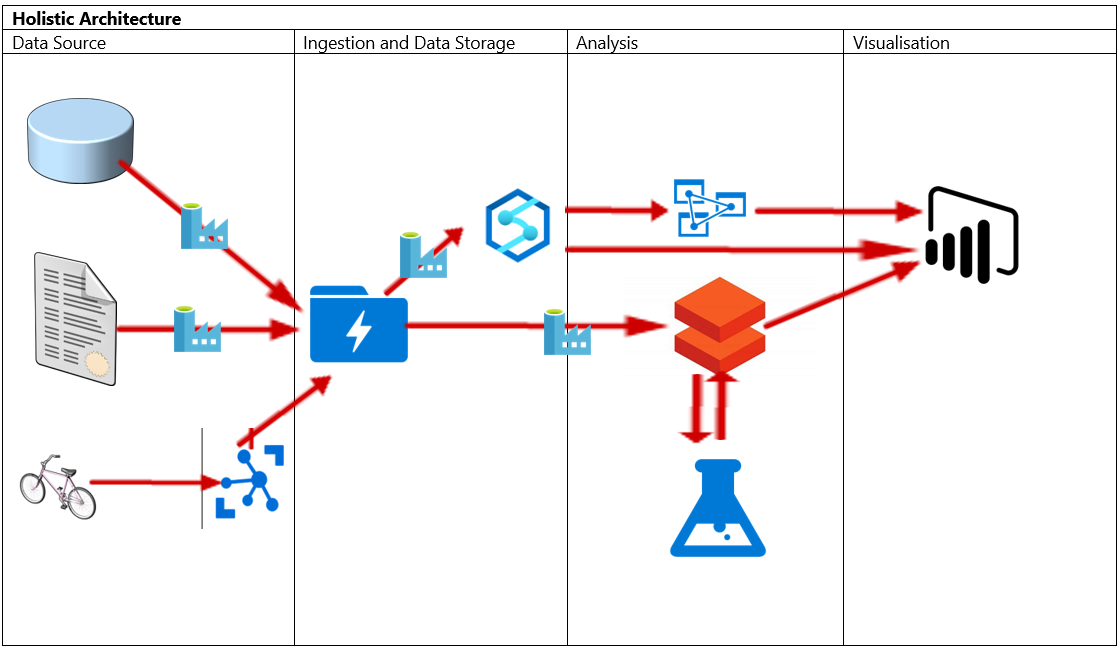 Holistic Architecture
Data Source
Ingestion and Data Storage
Analysis
Visualisation